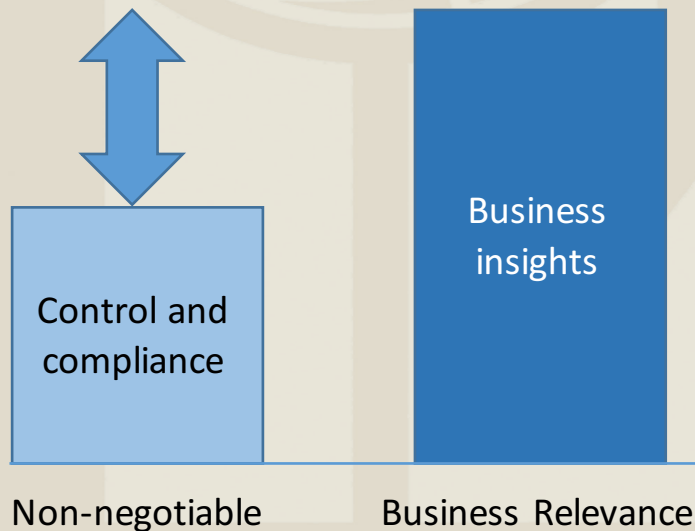 Control and
compliance
Business
insights
Non-negotiable
Business Relevance